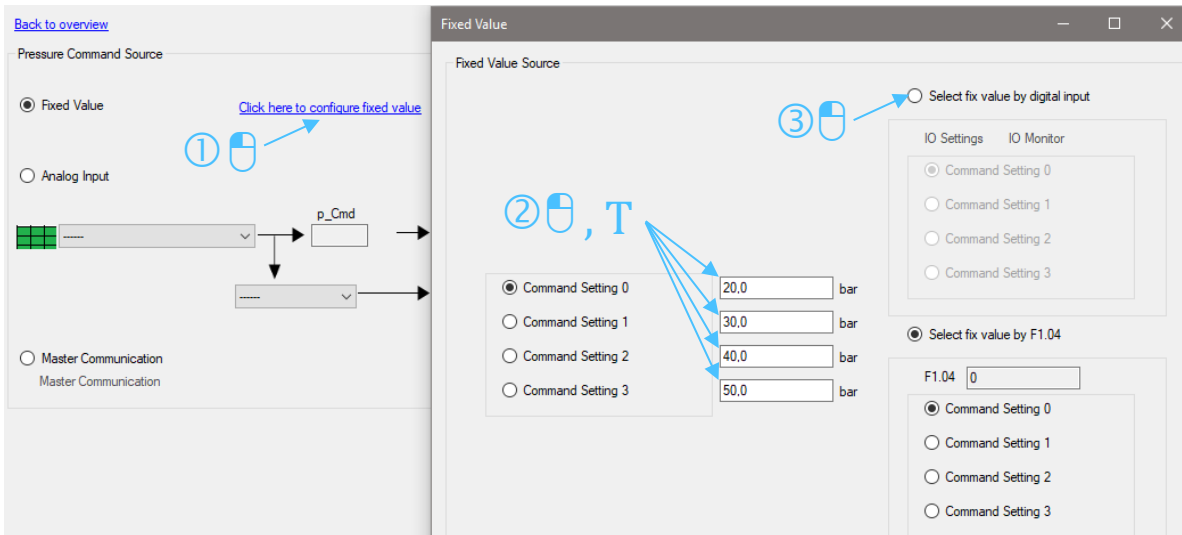 Back to overview
Pressure Command Source
Fixed Value
Click here to configure fixed value
①
Analog Input
p_Cmd
------
------
Master Communication
Master Communication
Fixed Value
Fixed Value Source
② , T
Command Setting 0 20,0 bar
Command Setting 1 30,0 bar
Command Setting 2 40,0 bar
Command Setting 3 50,0 bar
③
Select fix value by digital input
IO Settings IO Monitor
Command Setting 0
Command Setting 1
Command Setting 2
Command Setting 3
Select fix value by F1.04
F1.04 0
Command Setting 0
Command Setting 1
Command Setting 2
Command Setting 3